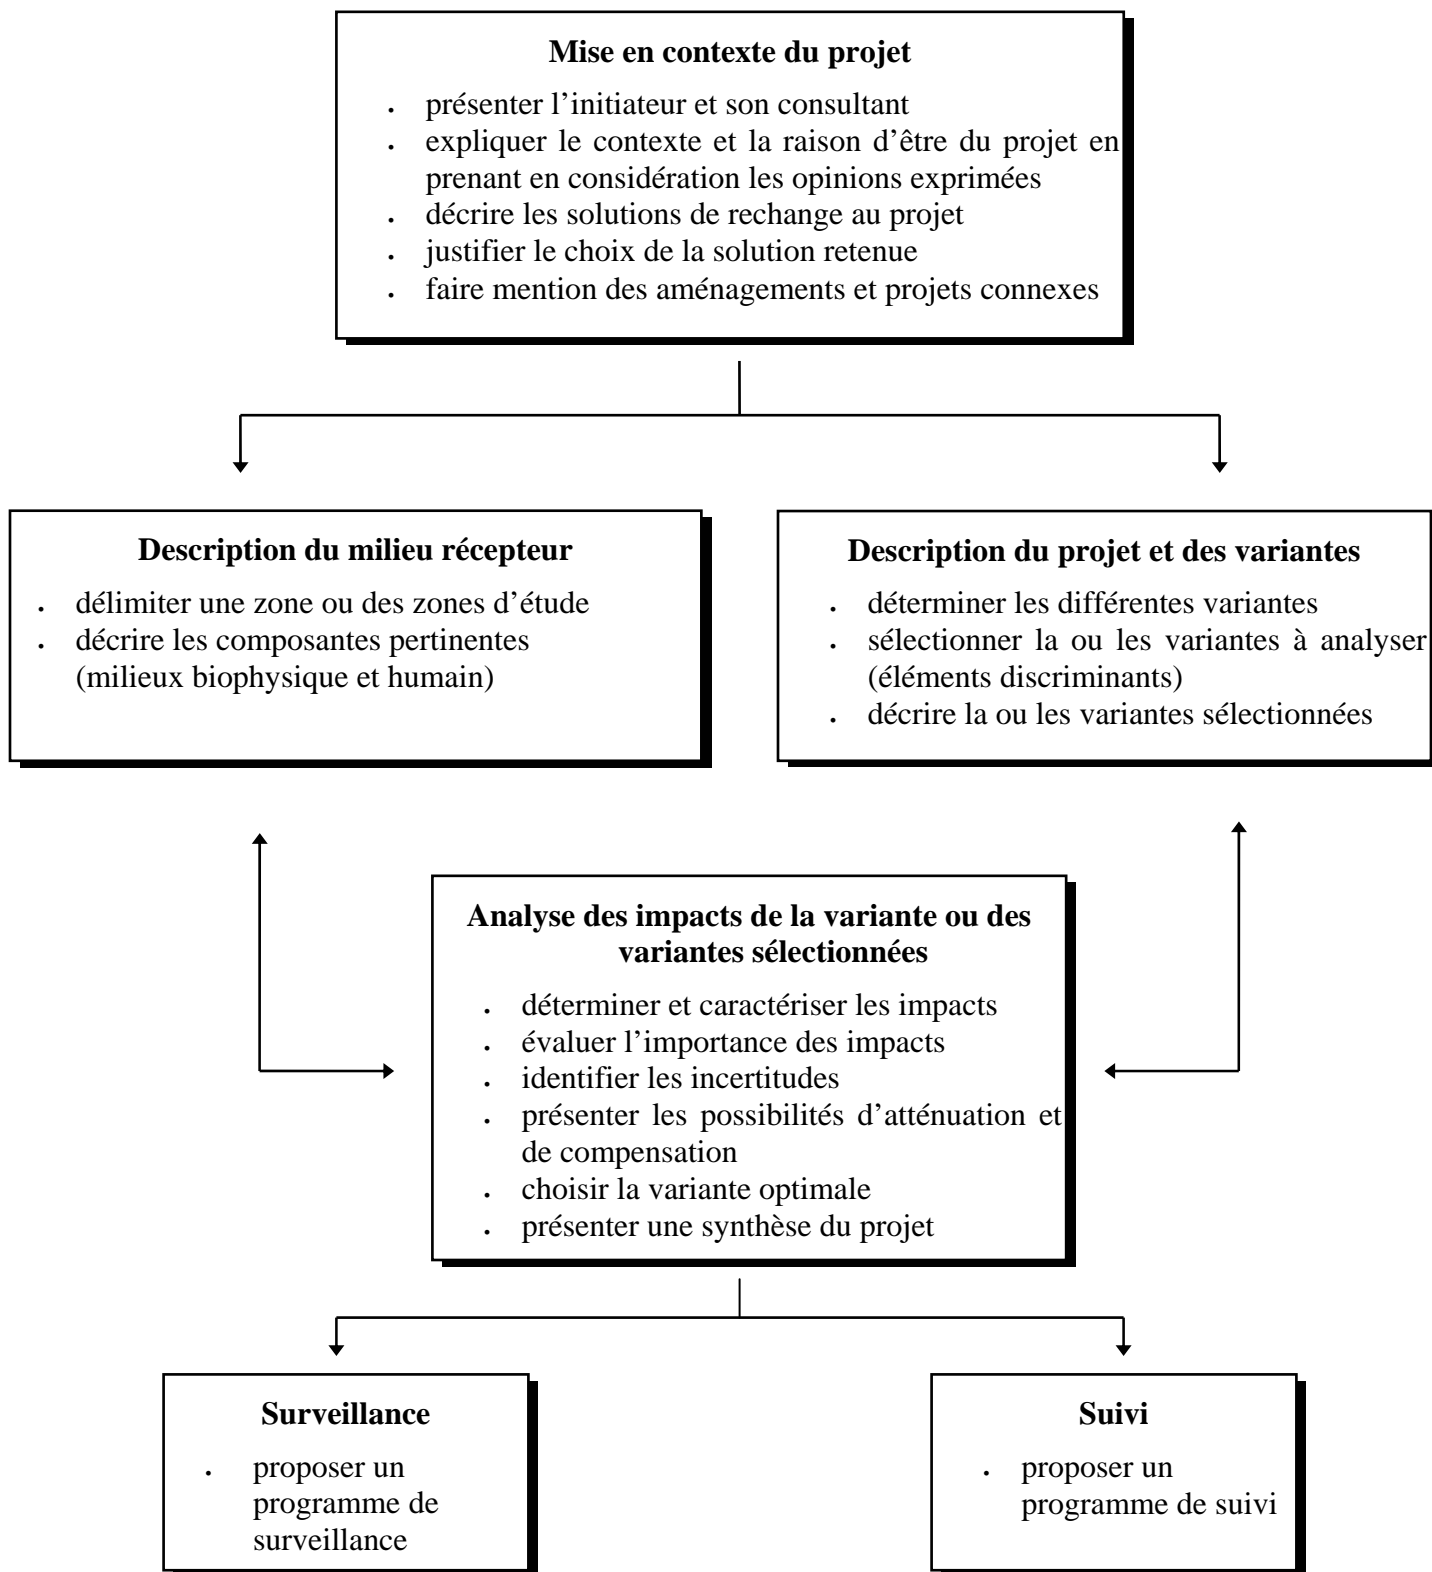 Mise en contexte du projet
. présenter l’initiateur et son consultant
. expliquer le contexte et la raison d’être du projet en
prenant en considération les opinions exprimées
. décrire les solutions de rechange au projet
. justifier le choix de la solution retenue
. faire mention des aménagements et projets connexes
Description du milieu récepteur
. délimiter une zone ou des zones d’étude
. décrire les composantes pertinentes
(milieux biophysique et humain)
Description du projet et des variantes
. déterminer les différentes variantes
. sélectionner la ou les variantes à analyser
(éléments discriminants)
. décrire la ou les variantes sélectionnées
Analyse des impacts de la variante ou des
variantes sélectionnées
. déterminer et caractériser les impacts
. évaluer l’importance des impacts
. identifier les incertitudes
. présenter les possibilités d’atténuation et
de compensation
. choisir la variante optimale
. présenter une synthèse du projet
Surveillance
. proposer un
programme de
surveillance
Suivi
. proposer un
programme de suivi